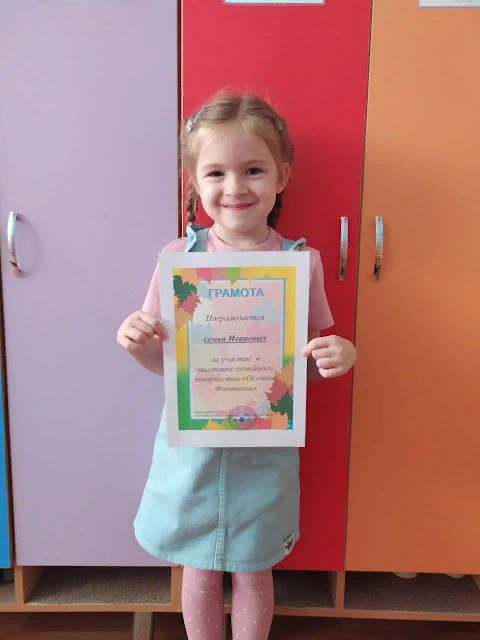 ГРАМОТА
Награждается
семья Ивановых
за участие в
выставке семейного
творчества «Осенние
Фантазии»